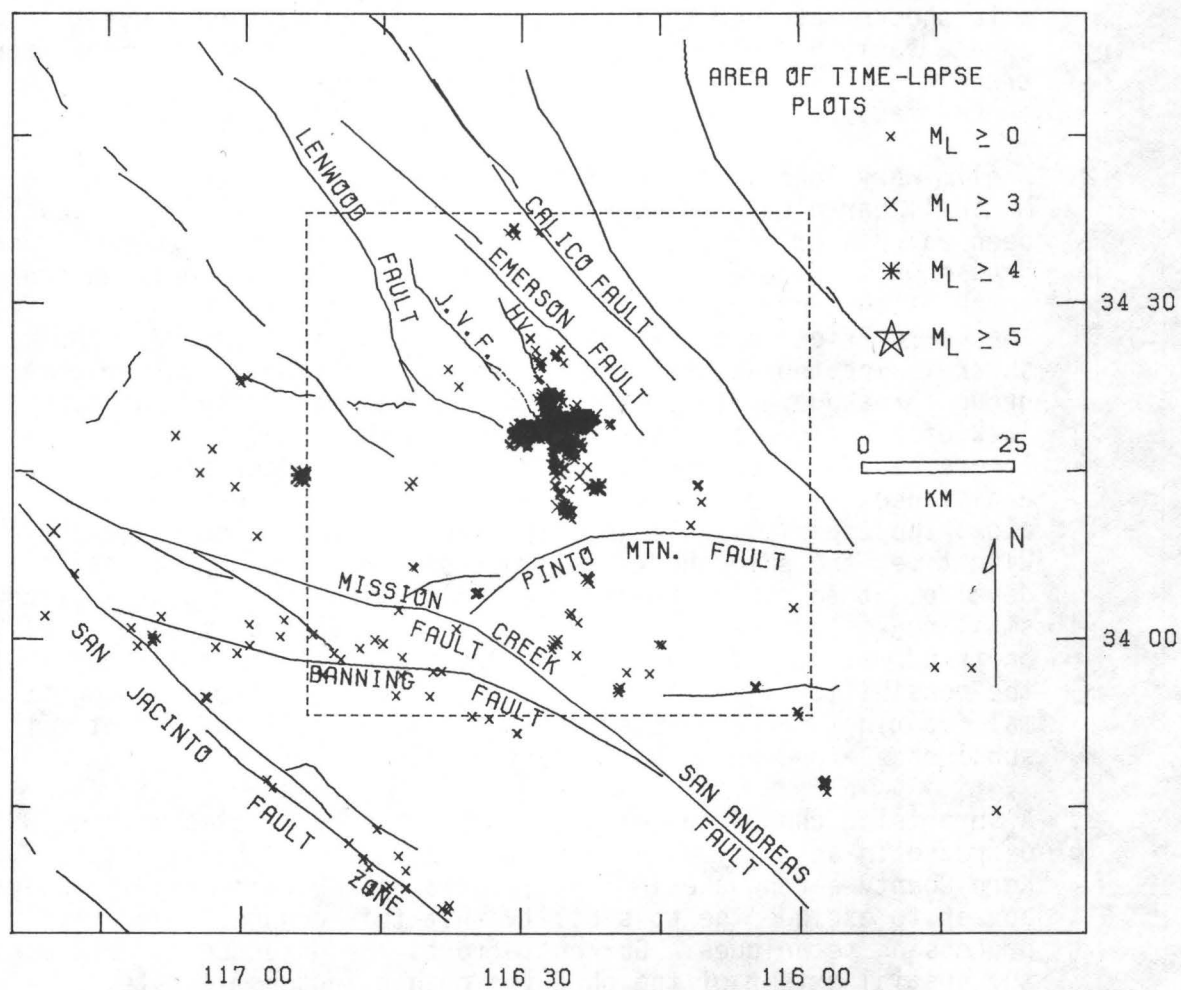 AREA OF TIME-LAPSE
PLOTS
M_L ≥ 0
M_L ≥ 3
M_L ≥ 4
M_L ≥ 5
LENWOOD
FAULT
CALICO FAULT
EMERSON
FAULT
J.V.F.
HV
34 30
0 25
KM
N
PINTO MTN. FAULT
MISSION
FAULT
CREEK
34 00
SAN
JACINTO
FAULT
ZONE
BANNING
FAULT
SAN ANDREAS
FAULT
117 00
116 30
116 00